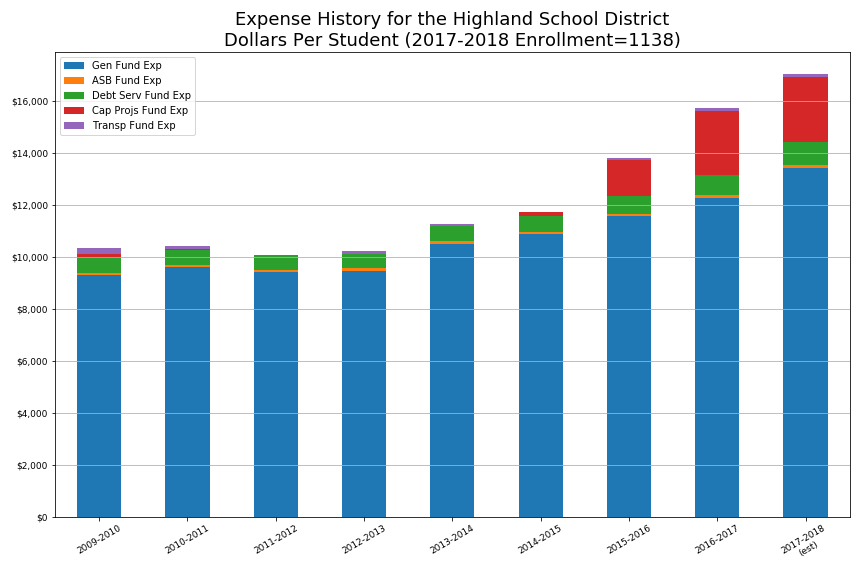 Expense History for the Highland School District
Dollars Per Student (2017-2018 Enrollment=1138)
Gen Fund Exp
ASB Fund Exp
Debt Serv Fund Exp
Cap Projs Fund Exp
Transp Fund Exp
$16,000
$14,000
$12,000
$10,000
$8,000
$6,000
$4,000
$2,000
$0
2009-2010
2010-2011
2011-2012
2012-2013
2013-2014
2014-2015
2015-2016
2016-2017
2017-2018
(est)